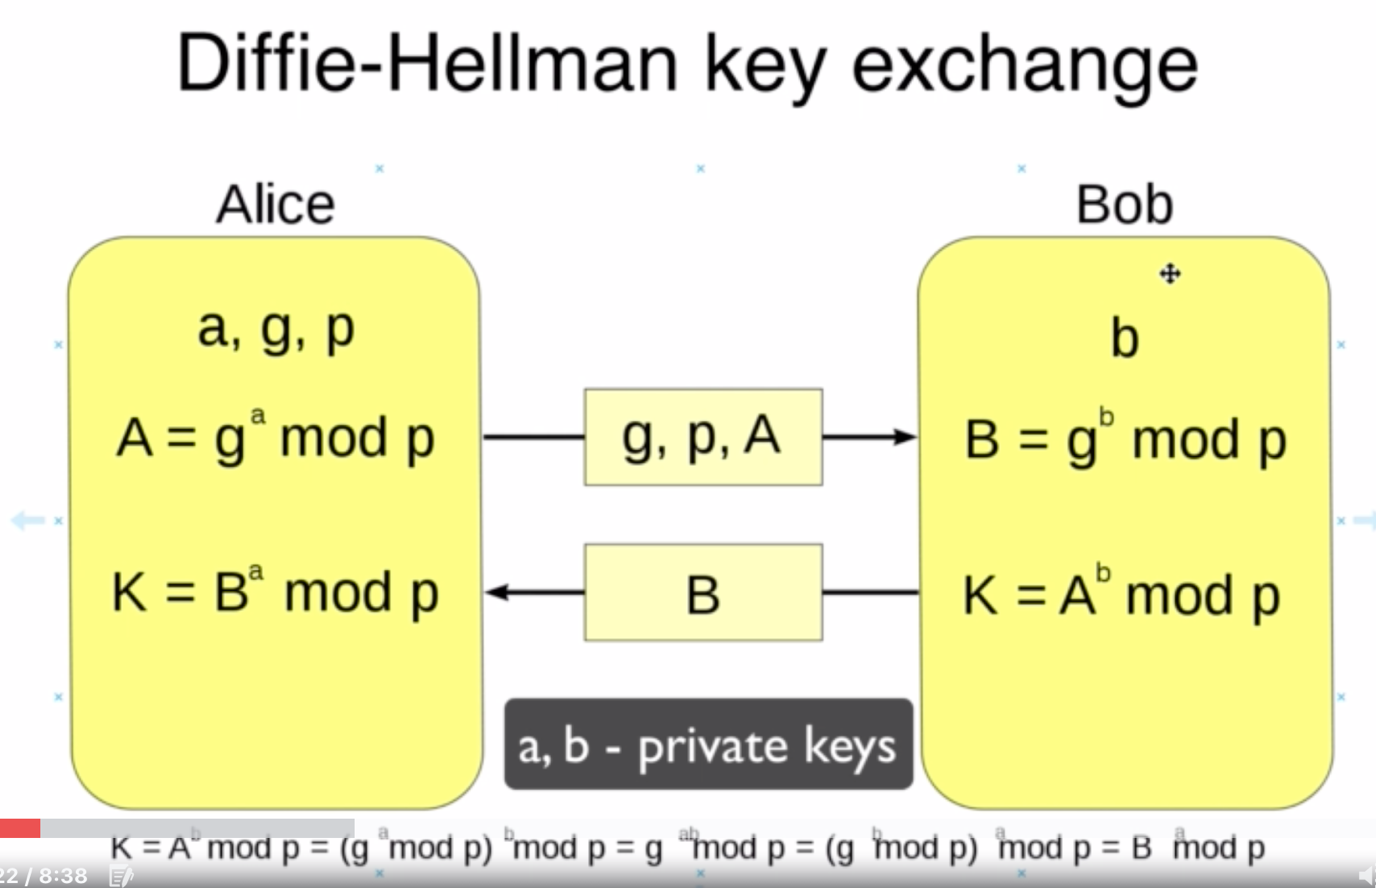 Diffie-Hellman key exchange
Alice
Bob
a, g, p
b
A = g^a mod p
g, p, A
B = g^b mod p
K = B^a mod p
B
K = A^b mod p
a, b - private keys
K = A^b mod p = (g^a mod p)^b mod p = g^ab mod p = (g^b mod p)^a mod p = B^a mod p
22 / 8:38